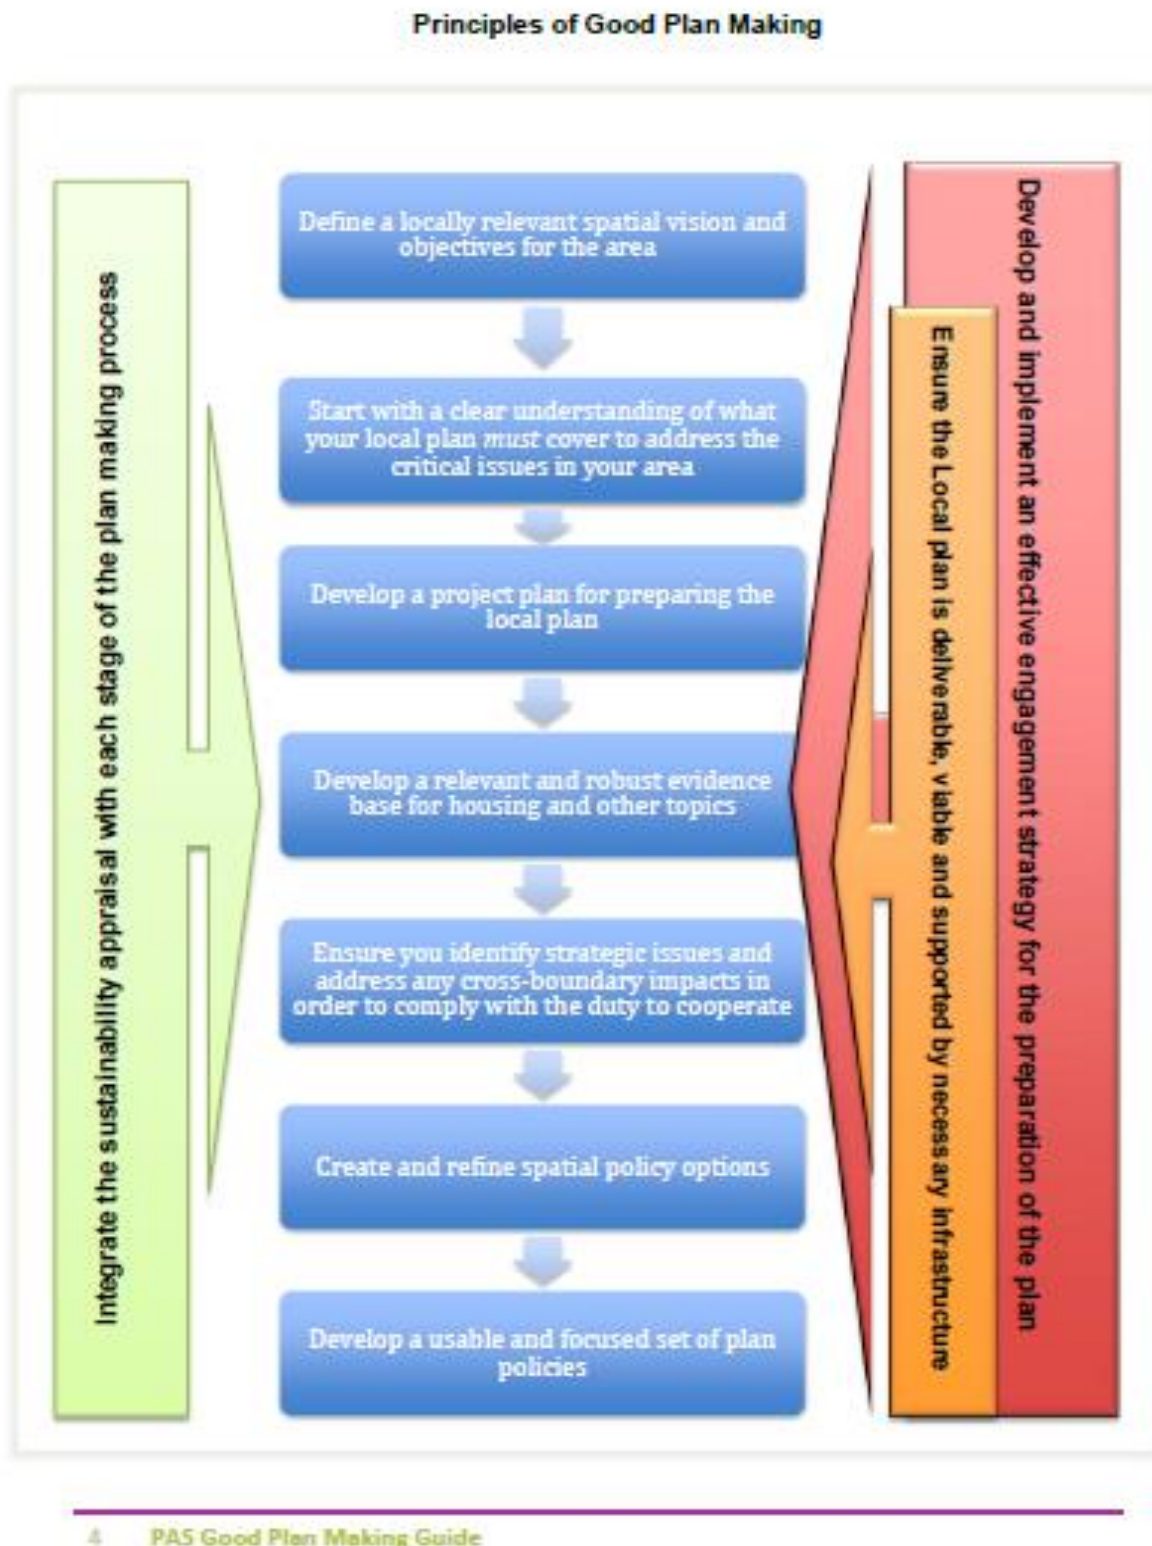 Principles of Good Plan Making
Integrate the sustainability appraisal with each stage of the plan making process
Define a locally relevant spatial vision and
objectives for the area
Start with a clear understanding of what
your local plan must cover to address the
critical issues in your area
Develop a project plan for preparing the
local plan
Develop a relevant and robust evidence
base for housing and other topics
Ensure you identify strategic issues and
address any cross-boundary impacts in
order to comply with the duty to cooperate
Create and refine spatial policy options
Develop a usable and focused set of plan
policies
Ensure the Local plan is deliverable, viable and supported by necessary infrastructure
Develop and implement an effective engagement strategy for the preparation of the plan
4 PAS Good Plan Making Guide